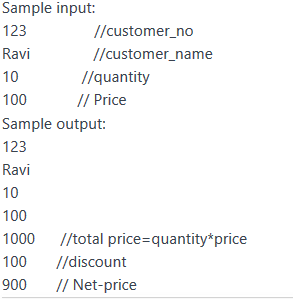 Sample input:
123 //customer_no
Ravi //customer_name
10 //quantity
100 // Price
Sample output:
123
Ravi
10
100
1000 //total price=quantity*price
100 //discount
900 // Net-price